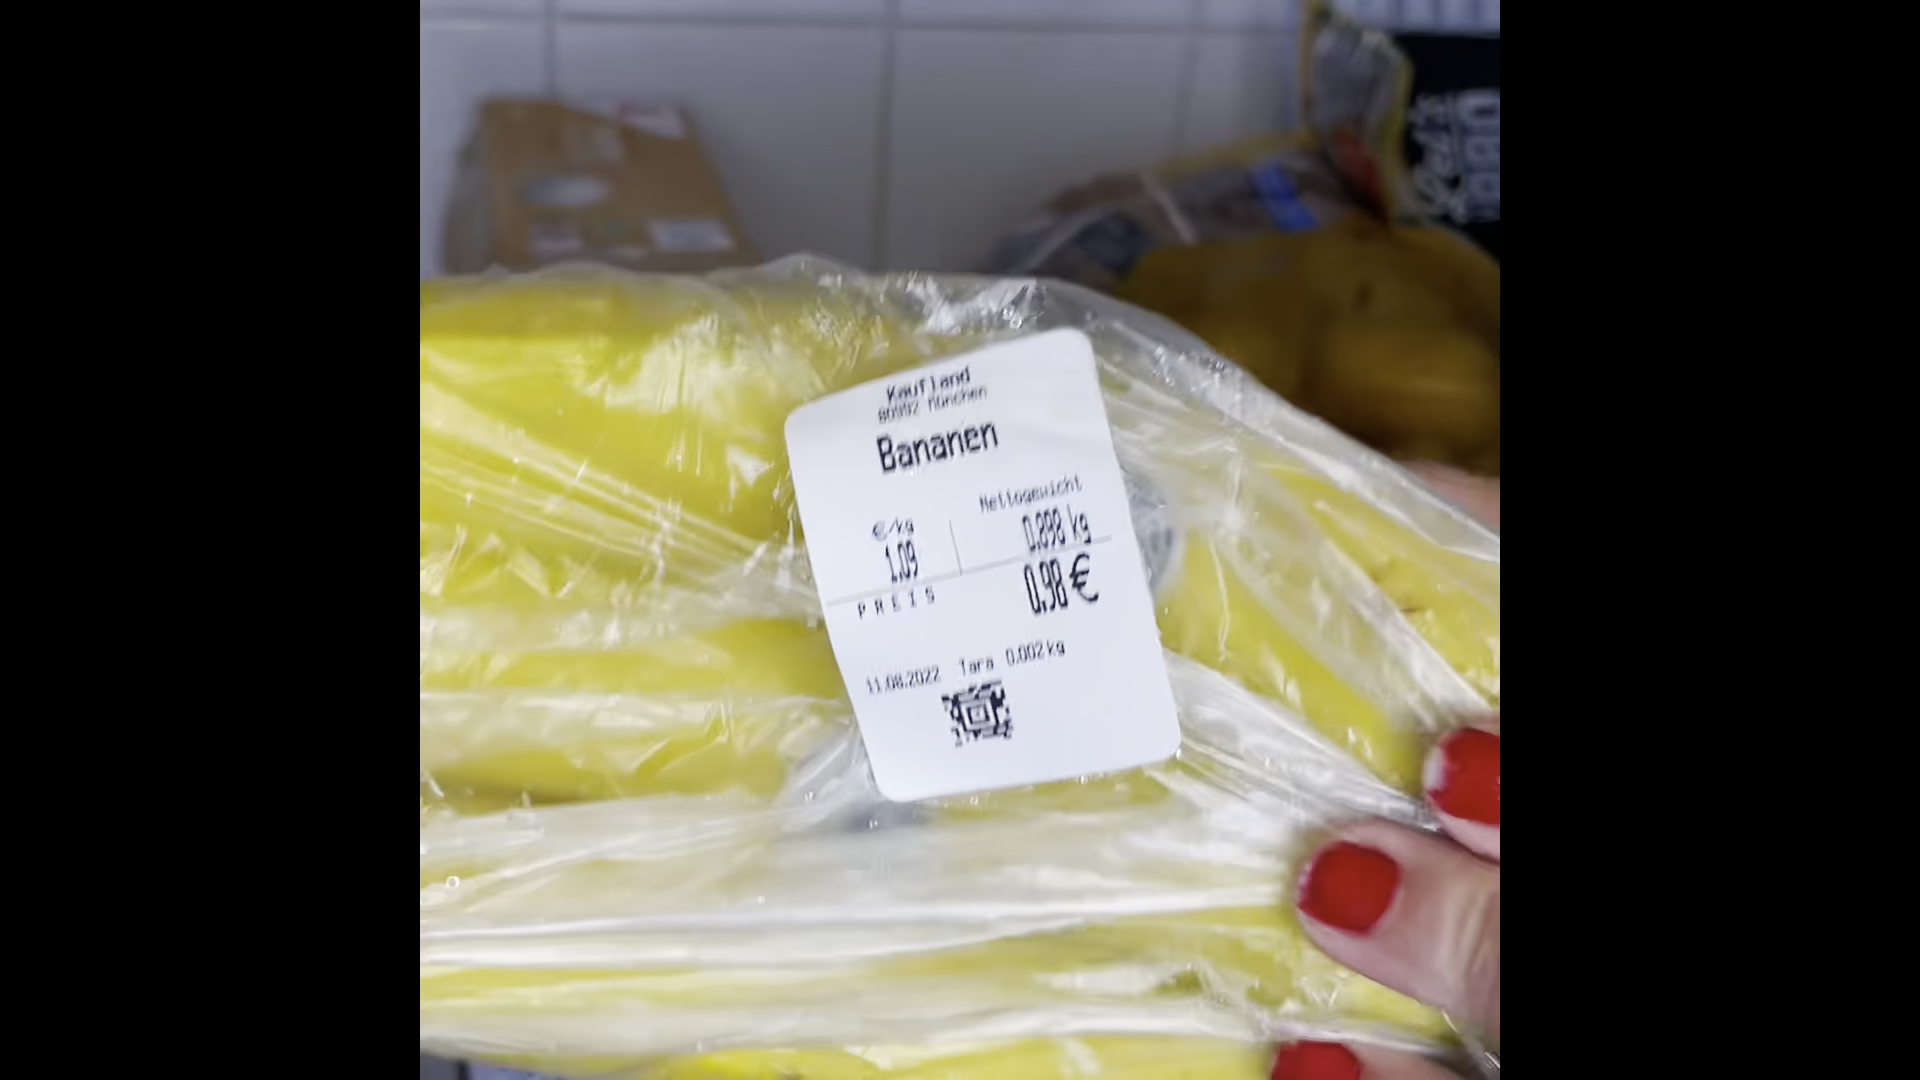 Kaufland
80992 München
Bananen
Nettogewicht
€/kg
0.898 kg
1.09
PREIS
0.98 €
11.08.2022 Tara 0.002 kg